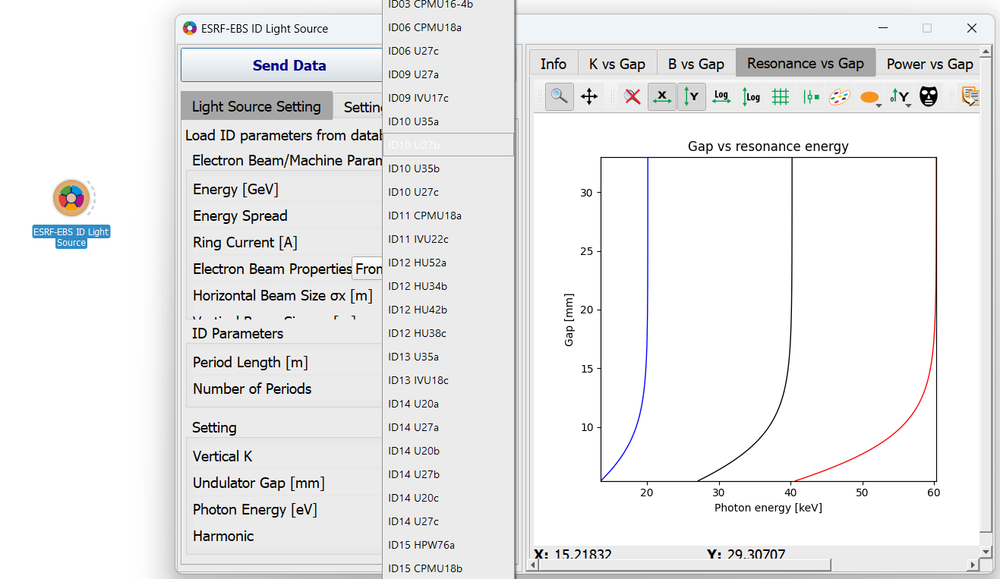 ESRF-EBS ID Light
Source
ESRF-EBS ID Light Source
Send Data
Light Source Setting
Setting
Load ID parameters from datab
Electron Beam/Machine Param
Energy [GeV]
Energy Spread
Ring Current [A]
Electron Beam Properties
From
Horizontal Beam Size σx [m]
ID Parameters
Period Length [m]
Number of Periods
Setting
Vertical K
Undulator Gap [mm]
Photon Energy [eV]
Harmonic
ID03 CPMU16-4b
ID06 CPMU18a
ID06 U27c
ID09 U27a
ID09 IVU17c
ID10 U35a
ID10 U27b
ID10 U35b
ID10 U27c
ID11 CPMU18a
ID11 IVU22c
ID12 HU52a
ID12 HU34b
ID12 HU42b
ID12 HU38c
ID13 U35a
ID13 IVU18c
ID14 U20a
ID14 U27a
ID14 U20b
ID14 U27b
ID14 U20c
ID14 U27c
ID15 HPW76a
ID15 CPMU18b
Info
K vs Gap
B vs Gap
Resonance vs Gap
Power vs Gap
X
Y
Log
Log
Y
Gap vs resonance energy
Gap [mm]
30
25
20
15
10
20
30
40
50
60
Photon energy [keV]
X: 15.21832
Y: 29.30707